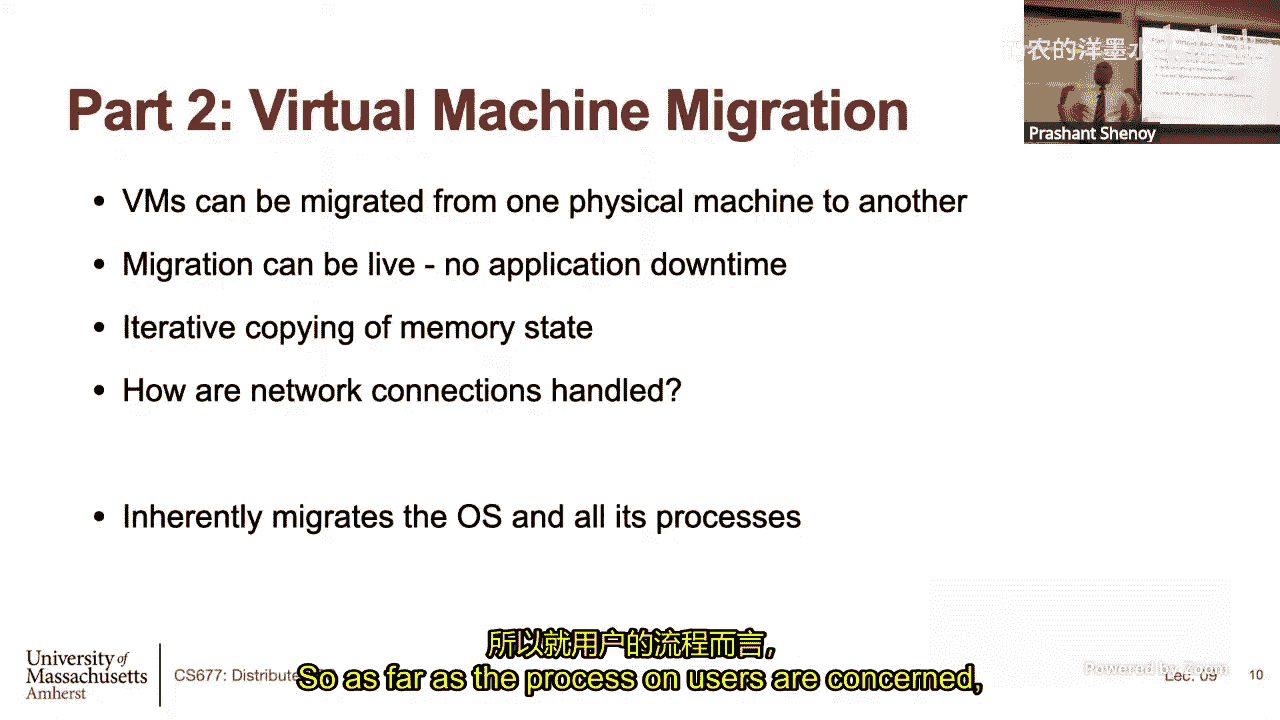 Part 2: Virtual Machine Migration
Prashant Shenoy
• VMs can be migrated from one physical machine to another
• Migration can be live - no application downtime
• Iterative copying of memory state
• How are network connections handled?
• Inherently migrates the OS and all its processes
所以就用户的流程而言,
So as far as the process on users are concerned,
University of
Massachusetts
Amherst
CS677: Distribute
Powered by Zoom
Lec. 09
10